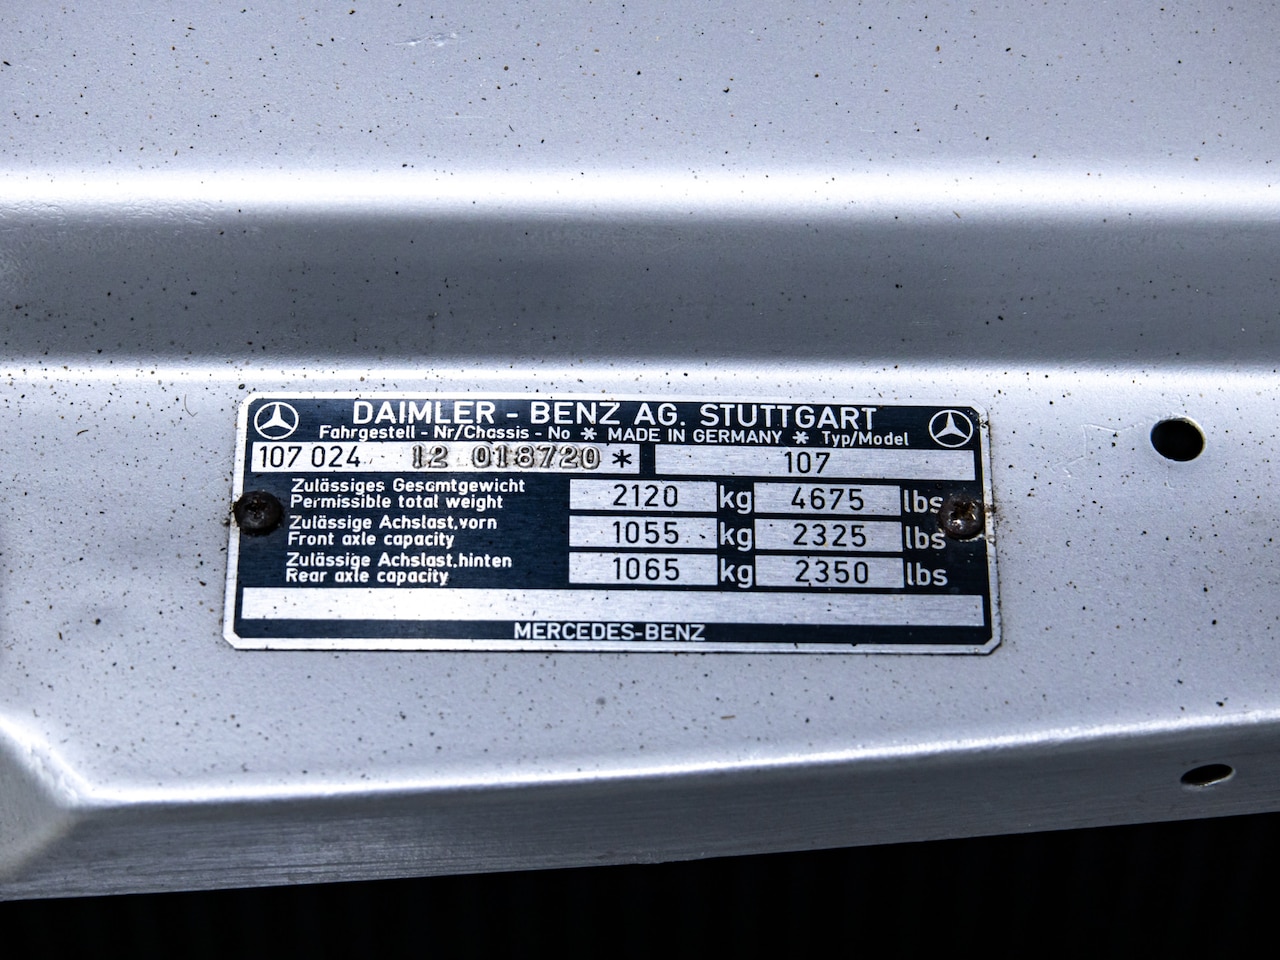 DAIMLER - BENZ AG. STUTTGART
Fahrgestell - Nr/Chassis - No * MADE IN GERMANY * Typ/Model
107 024 12 018720 * 107
Zulässiges Gesamtgewicht
Permissible total weight 2120 kg 4675 lbs
Zulässige Achslast,vorn
Front axle capacity 1055 kg 2325 lbs
Zulässige Achslast,hinten
Rear axle capacity 1065 kg 2350 lbs
MERCEDES-BENZ